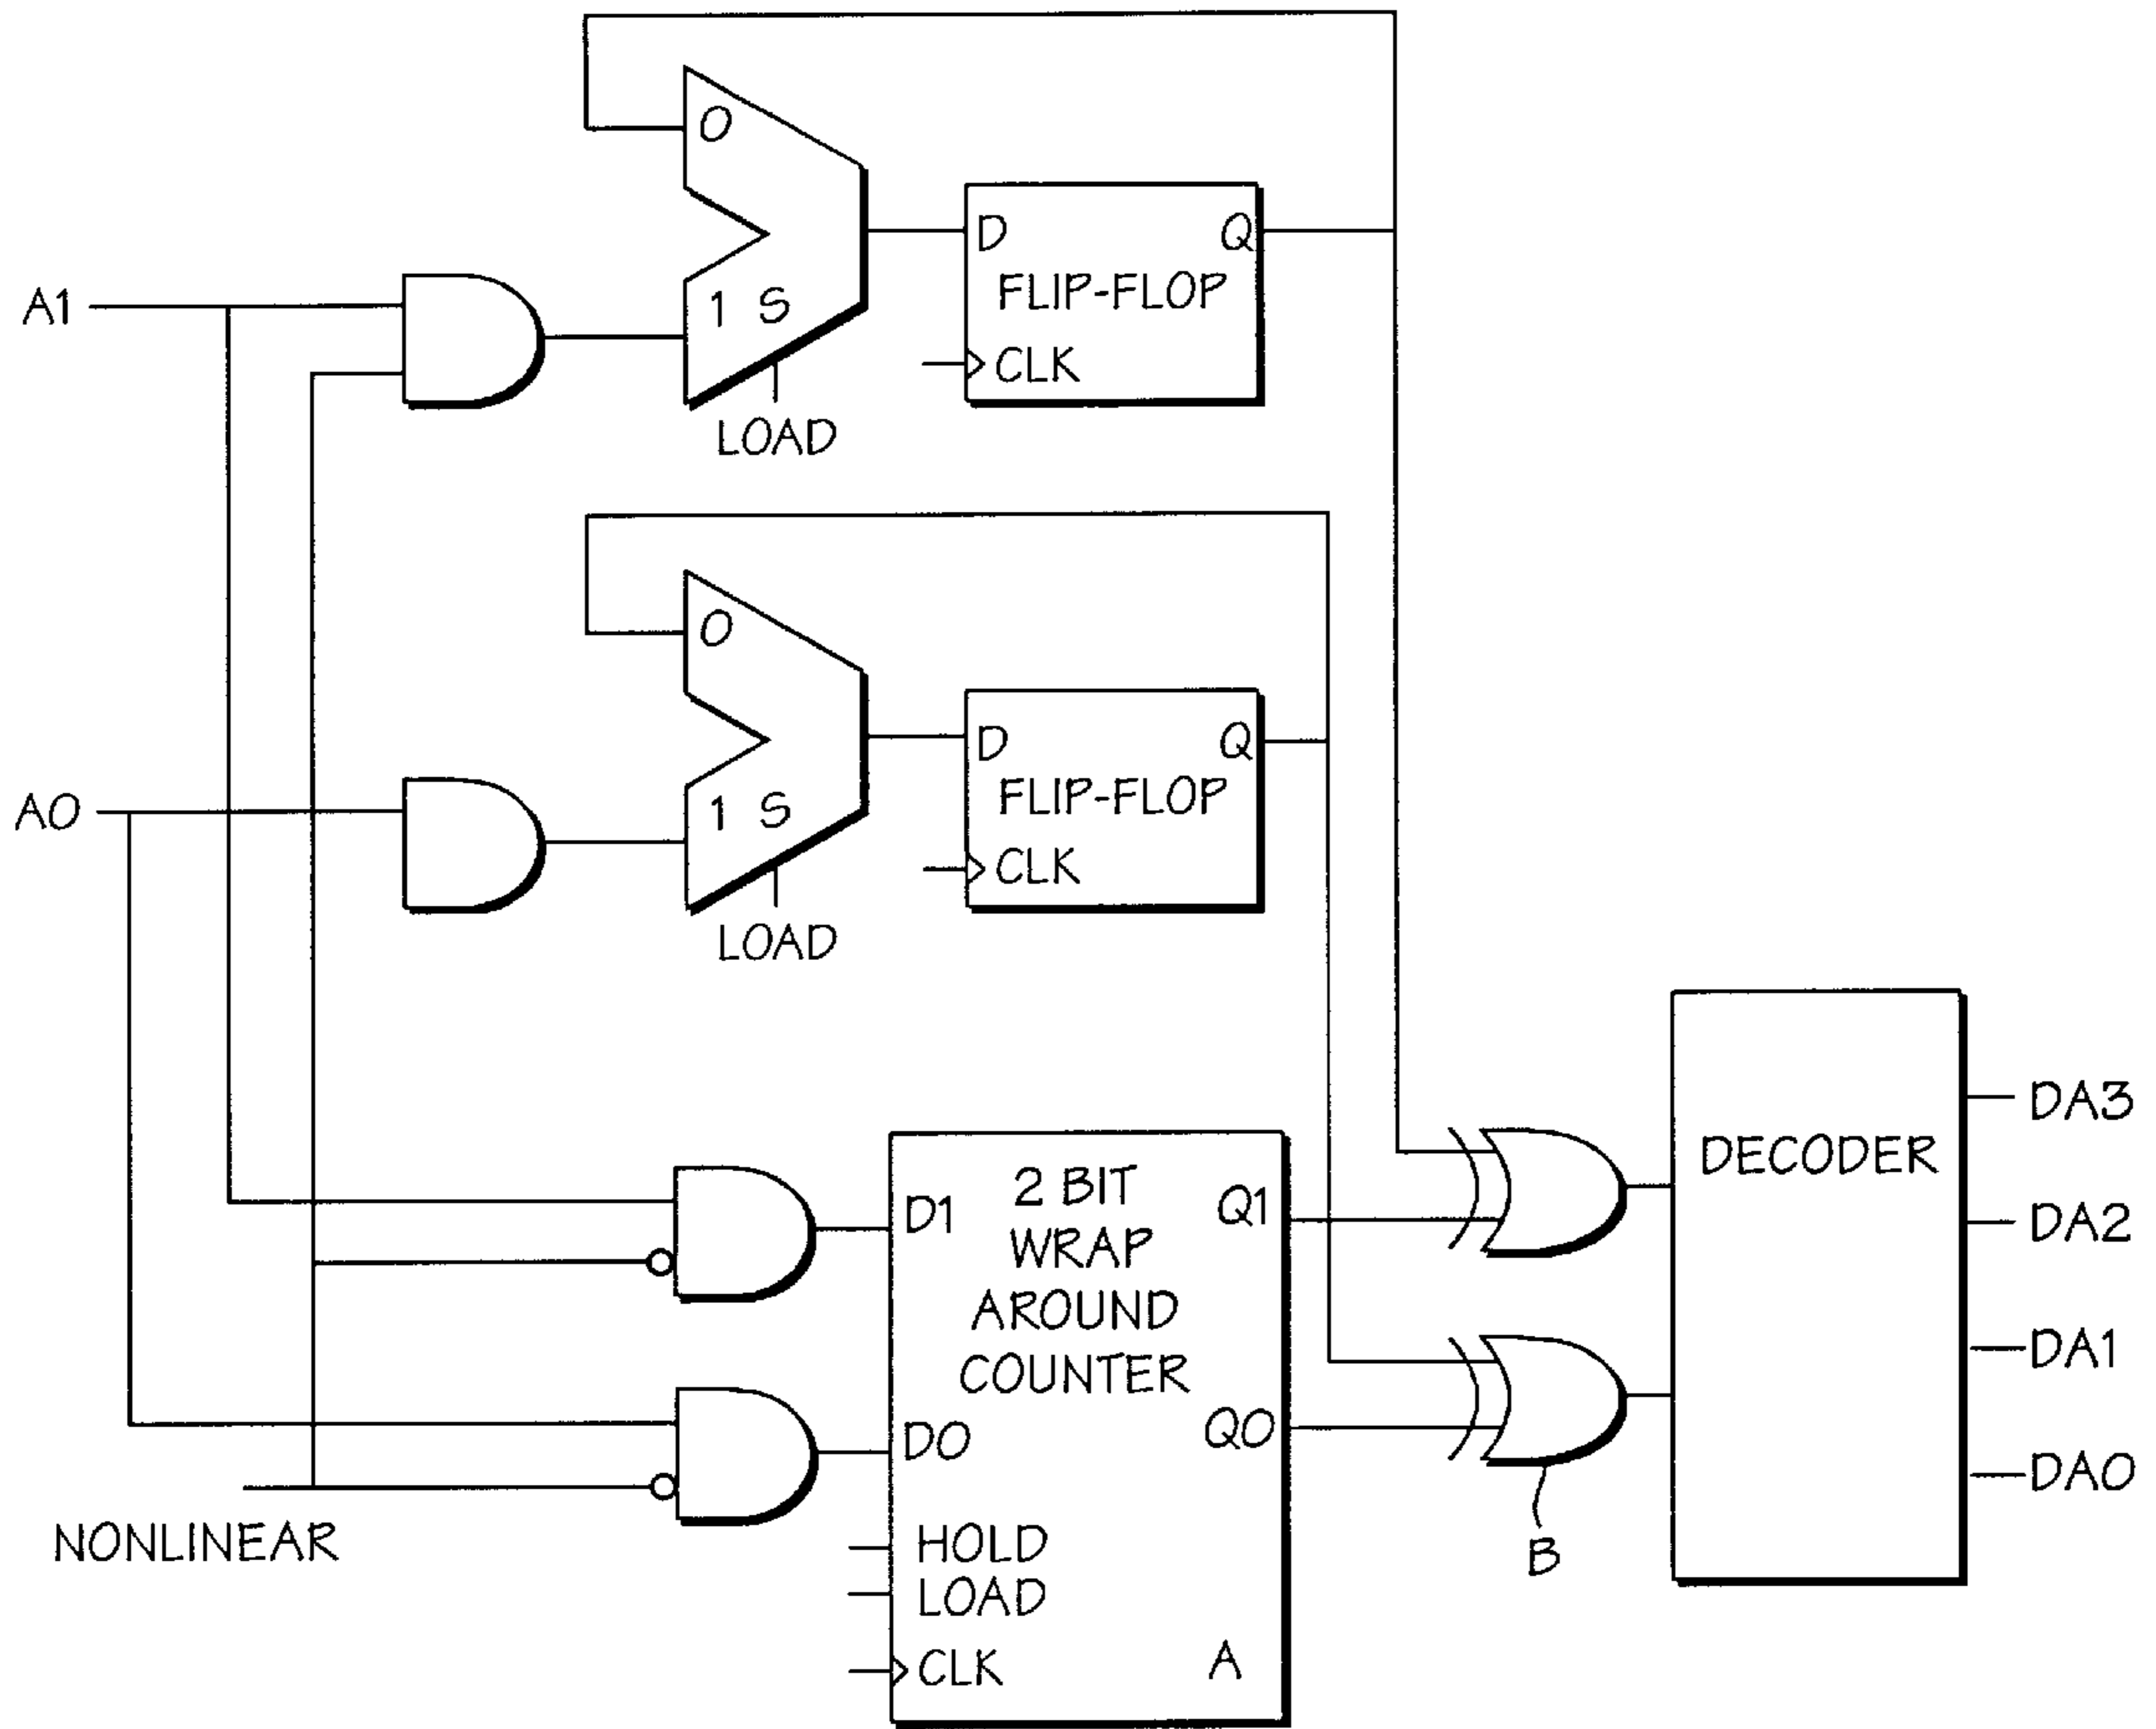 O
D
Q
FLIP-FLOP
A1
1 S
CLK
LOAD
O
D
Q
FLIP-FLOP
AO
1 S
CLK
LOAD
DECODER
DA3
DA2
DA1
DAO
D1
2 BIT
WRAP
AROUND
COUNTER
Q1
DO
QO
HOLD
LOAD
CLK
A
B
NONLINEAR